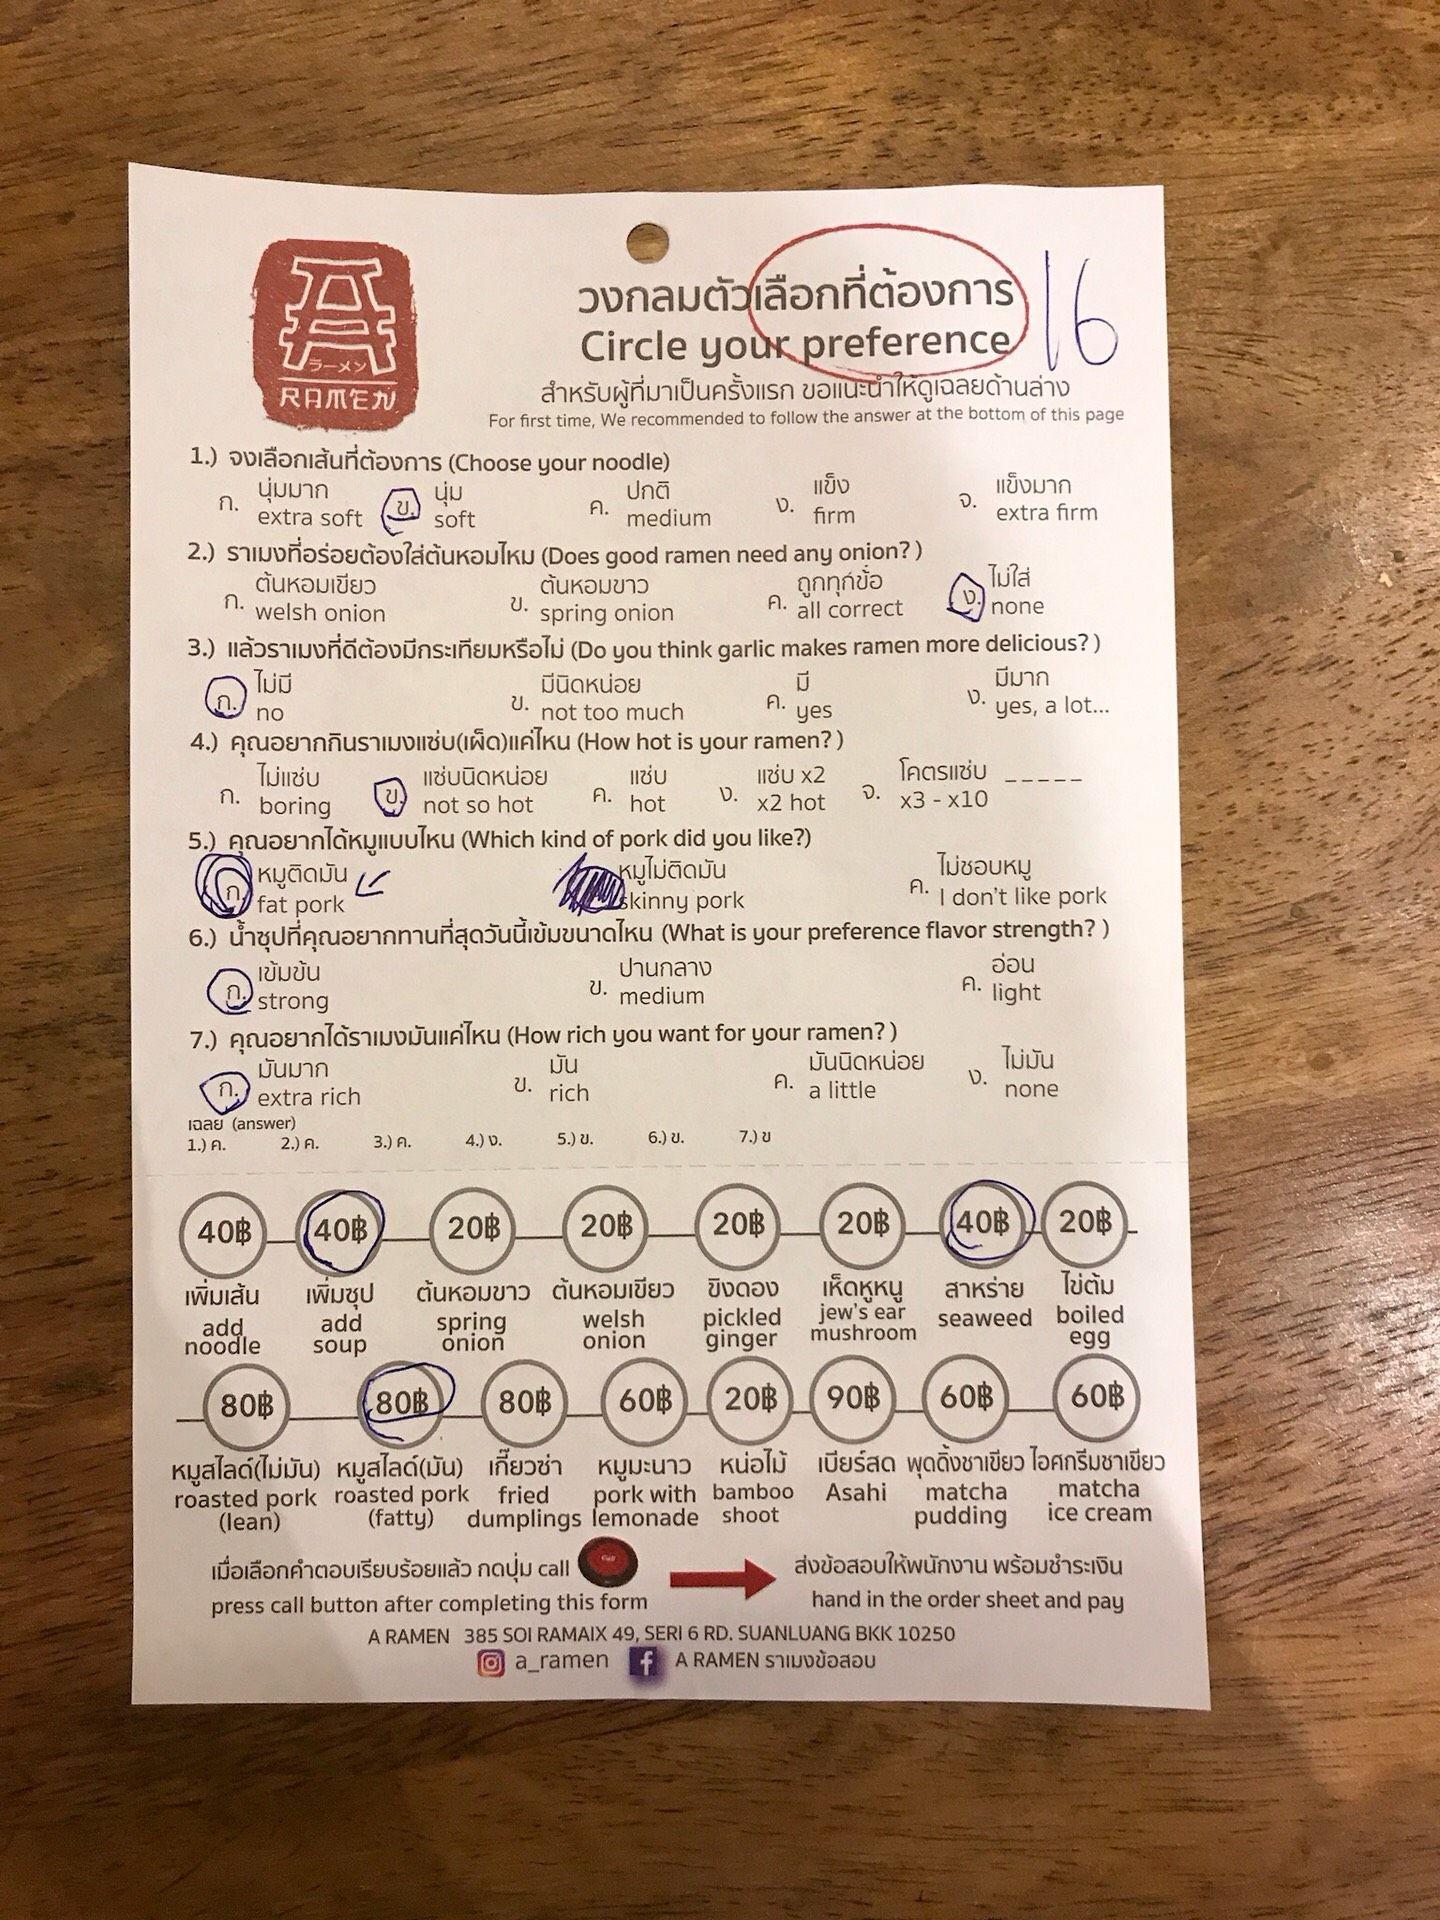 ラーメン
RAMEN
วงกลมตัวเลือกที่ต้องการ
Circle your preference
16
สำหรับผู้ที่มาเป็นครั้งแรก ขอแนะนำให้ดูเฉลยด้านล่าง
For first time, We recommended to follow the answer at the bottom of this page
1.) จงเลือกเส้นที่ต้องการ (Choose your noodle)
ก. นุ่มมาก ข. นุ่ม ค. ปกติ ง. แข็ง จ. แข็งมาก
extra soft soft medium firm extra firm
2.) ราเมงที่อร่อยต้องใส่ต้นหอมไหม (Does good ramen need any onion? )
ก. ต้นหอมเขียว ข. ต้นหอมขาว ค. ถูกทุกข้อ ง. ไม่ใส่
welsh onion spring onion all correct none
3.) แล้วราเมงที่ดีต้องมีกระเทียมหรือไม่ (Do you think garlic makes ramen more delicious? )
ก. ไม่มี ข. มีนิดหน่อย ค. มี ง. มีมาก
no not too much yes yes, a lot...
4.) คุณอยากกินราเมงแซ่บ(เผ็ด)แค่ไหน (How hot is your ramen? )
ก. ไม่แซ่บ ข. แซ่บนิดหน่อย ค. แซ่บ ง. แซ่บ x2 จ. โคตรแซ่บ _ _ _ _ _
boring not so hot hot x2 hot x3 - x10
5.) คุณอยากได้หมูแบบไหน (Which kind of pork did you like?)
ก. หมูติดมัน หมูไม่ติดมัน ค. ไม่ชอบหมู
fat pork skinny pork I don't like pork
6.) น้ำซุปที่คุณอยากทานที่สุดวันนี้เข้มขนาดไหน (What is your preference flavor strength? )
ก. เข้มข้น ข. ปานกลาง ค. อ่อน
strong medium light
7.) คุณอยากได้ราเมงมันแค่ไหน (How rich you want for your ramen? )
ก. มันมาก ข. มัน ค. มันนิดหน่อย ง. ไม่มัน
extra rich rich a little none
เฉลย (answer)
1.) ค. 2.) ค. 3.) ค. 4.) ง. 5.) ข. 6.) ข. 7.) ข
40฿ 40฿ 20฿ 20฿ 20฿ 20฿ 40฿ 20฿
เพิ่มเส้น เพิ่มซุป ต้นหอมขาว ต้นหอมเขียว ขิงดอง เห็ดหูหนู สาหร่าย ไข่ต้ม
add add spring welsh pickled jew's ear seaweed boiled
noodle soup onion onion ginger mushroom egg
80฿ 80฿ 80฿ 60฿ 20฿ 90฿ 60฿ 60฿
หมูสไลด์(ไม่มัน) หมูสไลด์(มัน) เกี๊ยวซ่า หมูมะนาว หน่อไม้ เบียร์สด พุดดิ้งชาเขียว ไอศกรีมชาเขียว
roasted pork roasted pork fried pork with bamboo Asahi matcha matcha
(lean) (fatty) dumplings lemonade shoot pudding ice cream
เมื่อเลือกคำตอบเรียบร้อยแล้ว กดปุ่ม call ส่งข้อสอบให้พนักงาน พร้อมชำระเงิน
press call button after completing this form hand in the order sheet and pay
A RAMEN 385 SOI RAMAIX 49, SERI 6 RD. SUANLUANG BKK 10250
a_ramen f A RAMEN ราเมงข้อสอบ